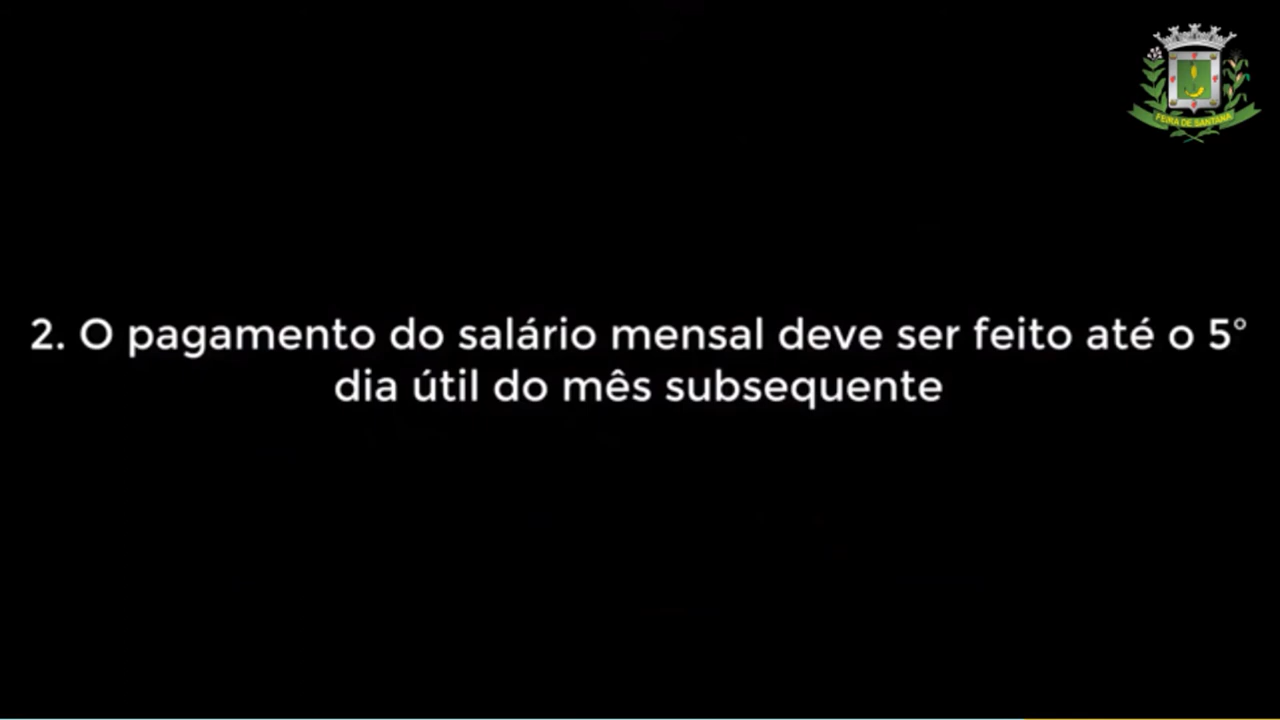 FEIRA DE SANTANA
2. O pagamento do salário mensal deve ser feito até o 5°
dia útil do mês subsequente